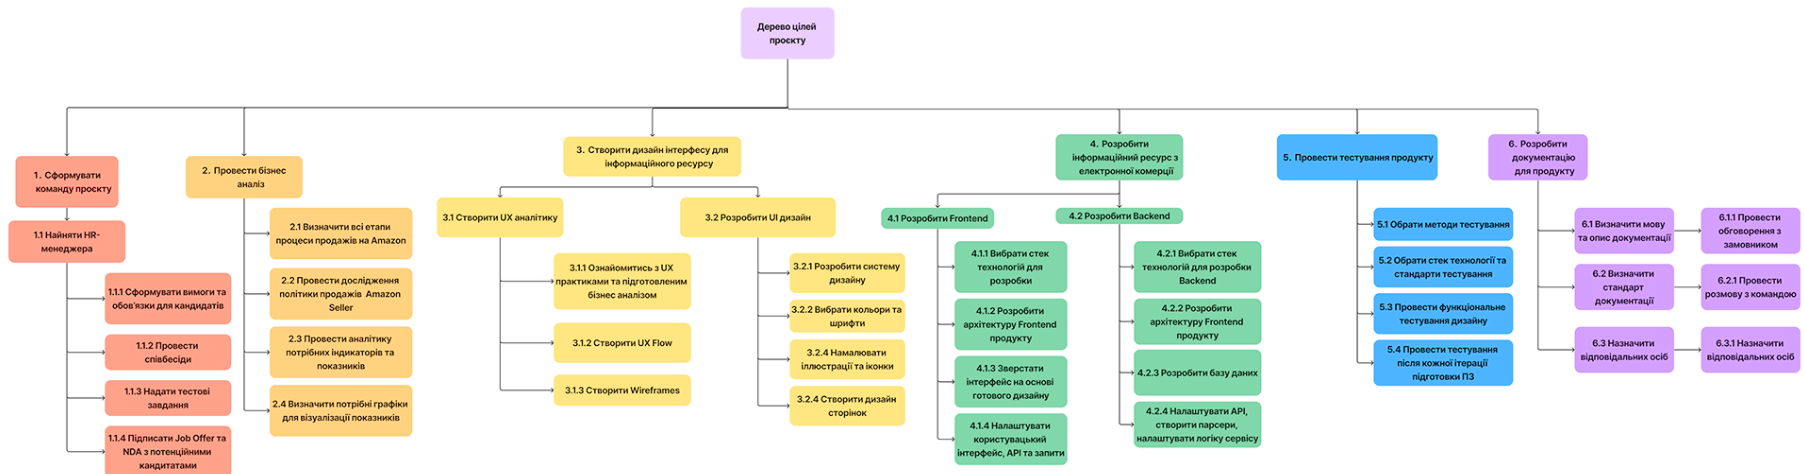 Дерево цілей
проєкту
1. Сформувати
команду проєкту
1.1 Найняти HR-
менеджера
1.1.1 Сформувати вимоги та
обов'язки для кандидатів
1.1.2 Провести
співбесіди
1.1.3 Надати тестові
завдання
1.1.4 Підписати Job Offer та
NDA з потенційними
кандитатами
2. Провести бізнес
аналіз
2.1 Визначити всі етапи
процеси продажів на Amazon
2.2 Провести дослідження
політики продажів Amazon
Seller
2.3 Провести аналітику
потрібних індикаторів та
показників
2.4 Визначити потрібні графіки
для візуалізації показників
3. Створити дизайн інтерфесу для
інформаційного ресурсу
3.1 Створити UX аналітику
3.1.1 Ознайомитись з UX
практиками та підготовленим
бізнес аналізом
3.1.2 Створити UX Flow
3.1.3 Створити Wireframes
3.2 Розробити UI дизайн
3.2.1 Розробити систему
дизайну
3.2.2 Вибрати кольори та
шрифти
3.2.4 Намалювати
іллюстрації та іконки
3.2.4 Створити дизайн
сторінок
4. Розробити
інформаційний ресурс з
електронної комерції
4.1 Розробити Frontend
4.1.1 Вибрати стек
технологій для
розробки
4.1.2 Розробити
архітектуру Frontend
продукту
4.1.3 Зверстати
інтерфейс на основі
готового дизайну
4.1.4 Налаштувати
користувацький
інтерфейс, API та запити
4.2 Розробити Backend
4.2.1 Вибрати стек
технологій для розробки
Backend
4.2.2 Розробити
архітектуру Frontend
продукту
4.2.3 Розробити базу даних
4.2.4 Налаштувати API,
створити парсери,
налаштувати логіку сервісу
5. Провести тестування продукту
5.1 Обрати методи тестування
5.2 Обрати стек технології та
стандарти тестування
5.3 Провести функціональне
тестування дизайну
5.4 Провести тестування
після кожної ітерації
підготовки ПЗ
6. Розробити
документацію
для продукту
6.1 Визначити мову
та опис документації
6.1.1 Провести
обговорення з
замовником
6.2 Визначити
стандарт
документації
6.2.1 Провести
розмову з командою
6.3 Назначити
відповідальних осіб
6.3.1 Назначити
відповідальних осіб